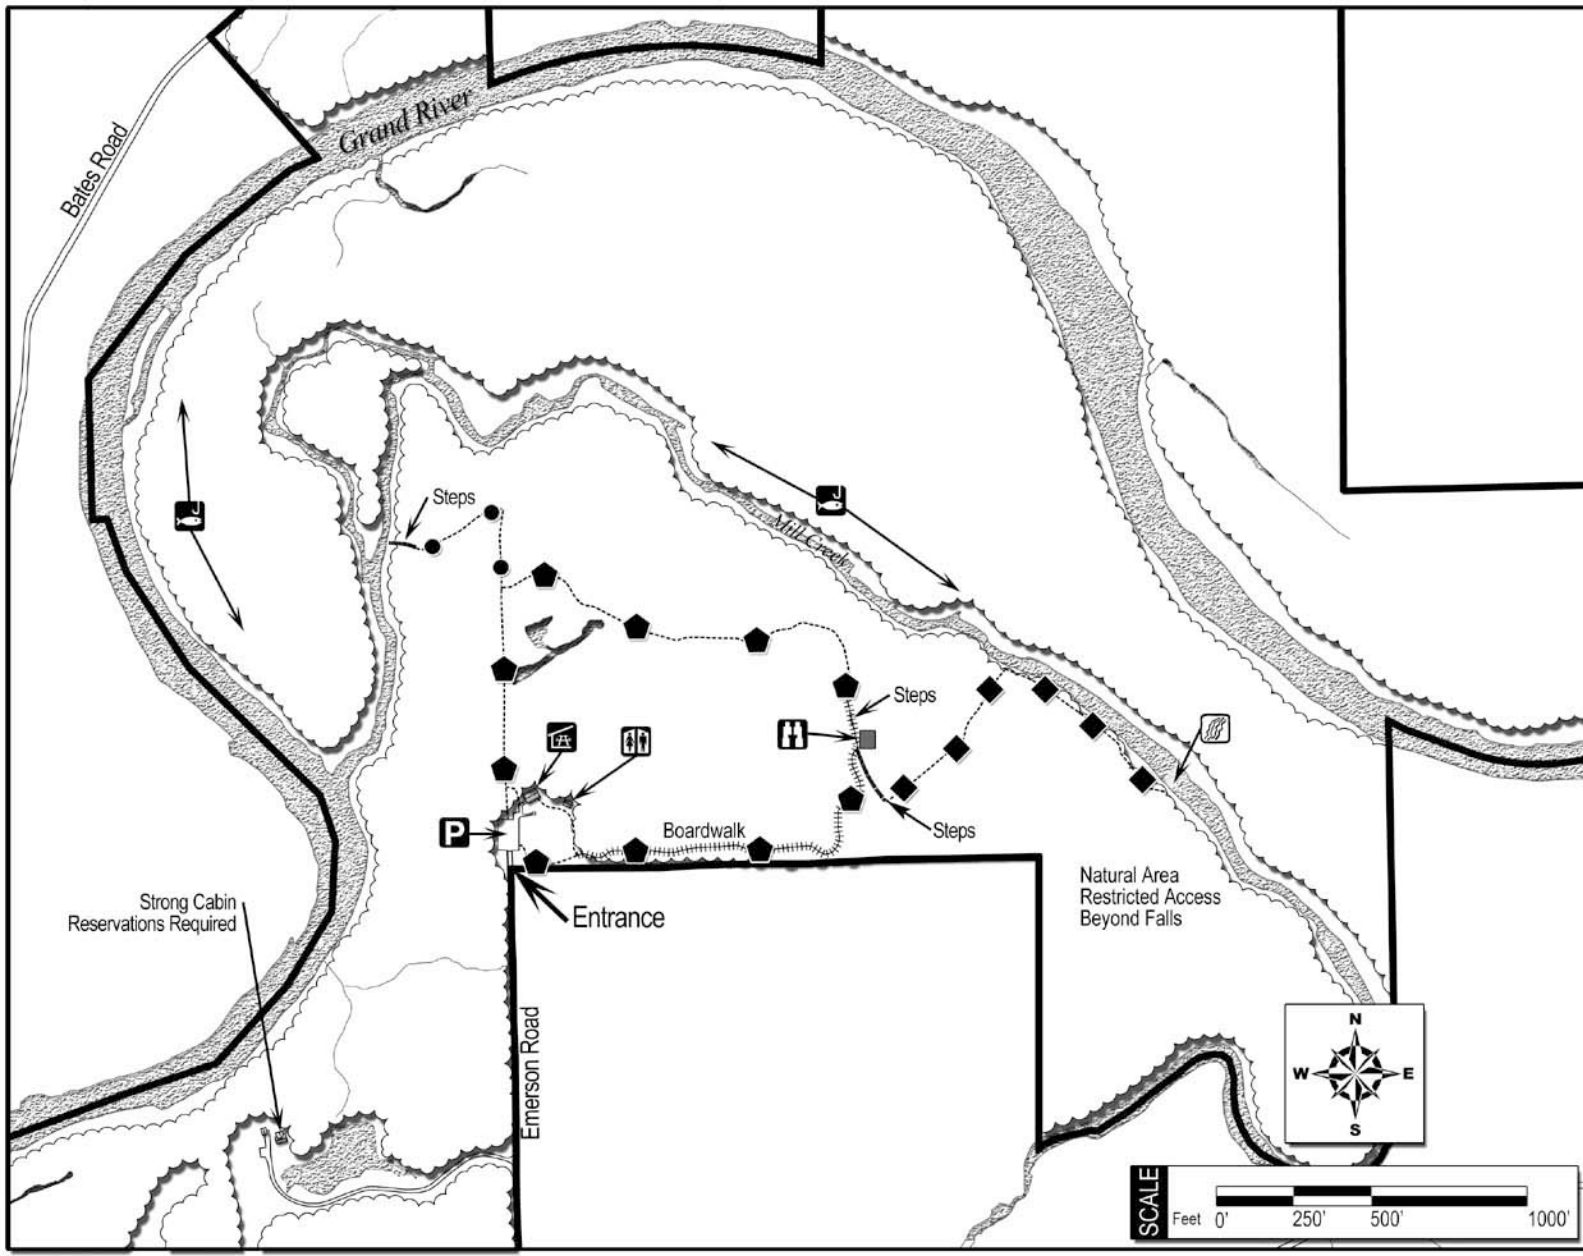 Grand River
Bates Road
Steps
Mill Creek
Steps
P
Boardwalk
Steps
Natural Area
Restricted Access
Beyond Falls
Strong Cabin
Reservations Required
Entrance
Emerson Road
N
W E
S
SCALE
Feet 0' 250' 500' 1000'